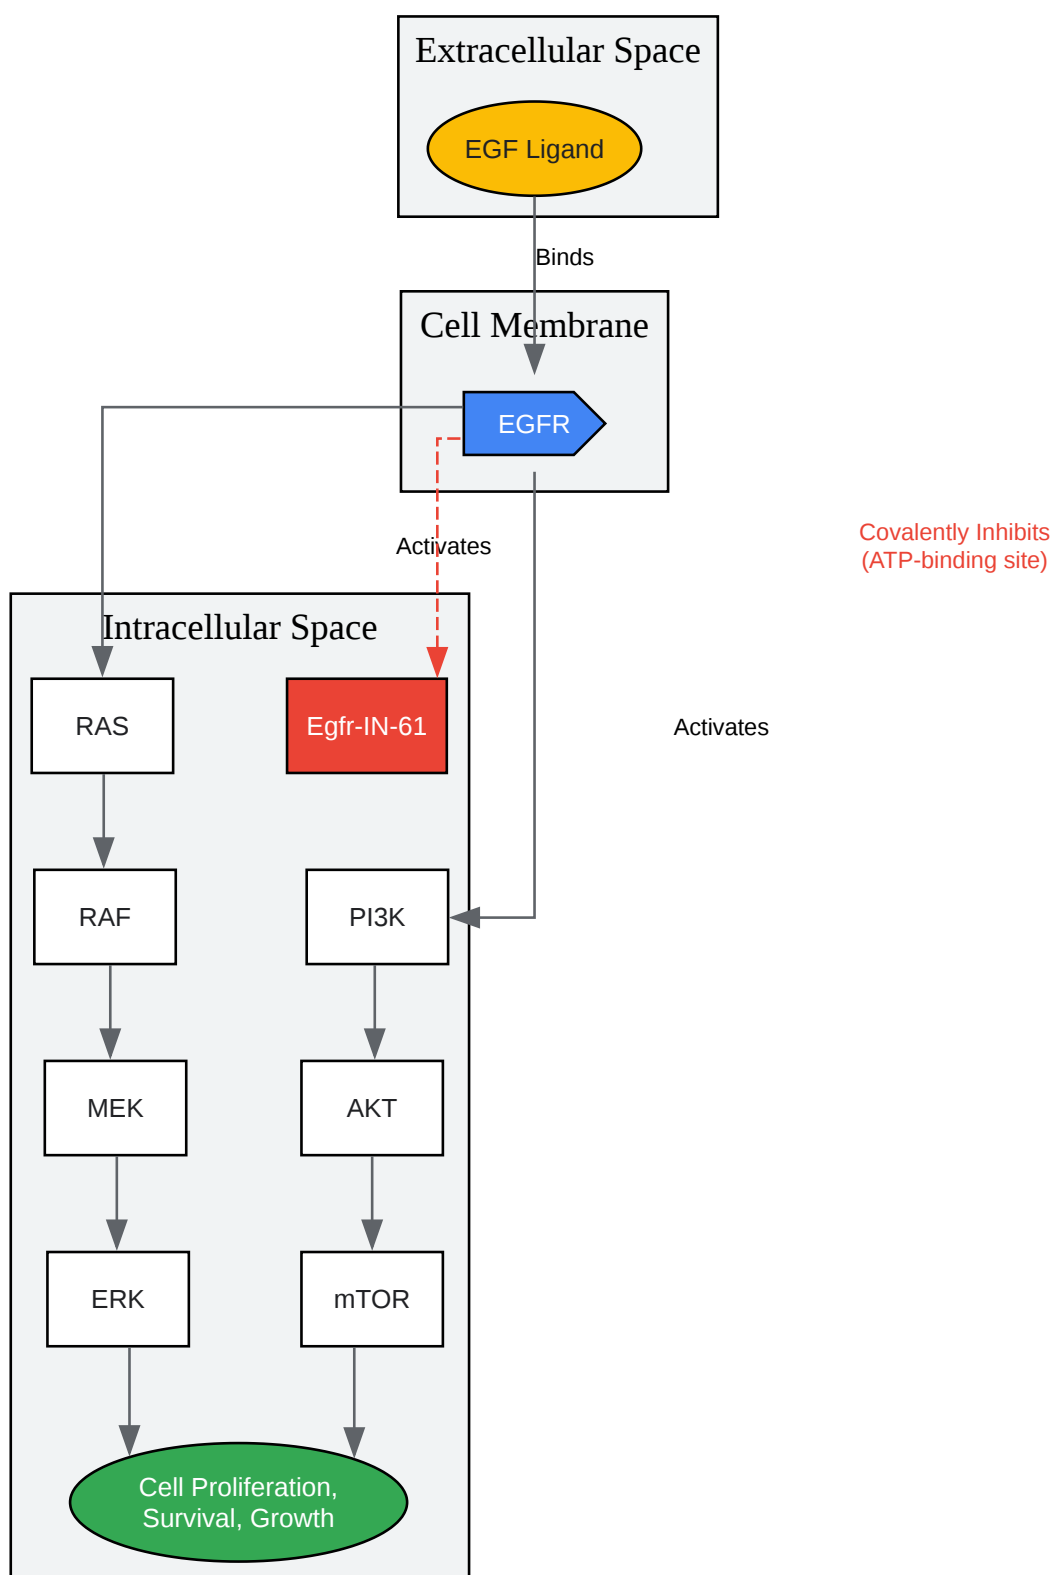 Extracellular Space
EGF Ligand
Binds
Cell Membrane
EGFR
Activates
Covalently Inhibits
(ATP-binding site)
Intracellular Space
RAS
Egfr-IN-61
Activates
RAF
PI3K
MEK
AKT
ERK
mTOR
Cell Proliferation,
Survival, Growth